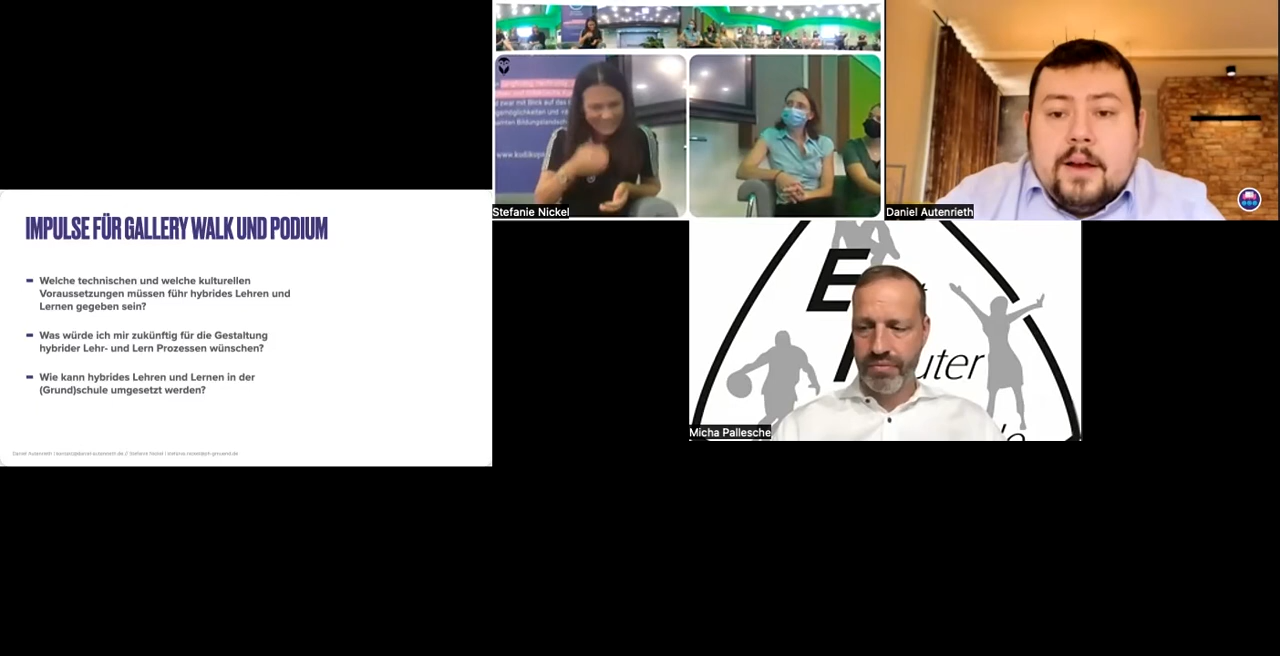 IMPULSE FÜR GALLERY WALK UND PODIUM
Welche technischen und welche kulturellen
Voraussetzungen müssen führ hybrides Lehren und
Lernen gegeben sein?
Was würde ich mir zukünftig für die Gestaltung
hybrider Lehr- und Lern Prozessen wünschen?
Wie kann hybrides Lehren und Lernen in der
(Grund)schule umgesetzt werden?
Stefanie Nickel
Daniel Autenrieth
E
uter
Micha Pallesche